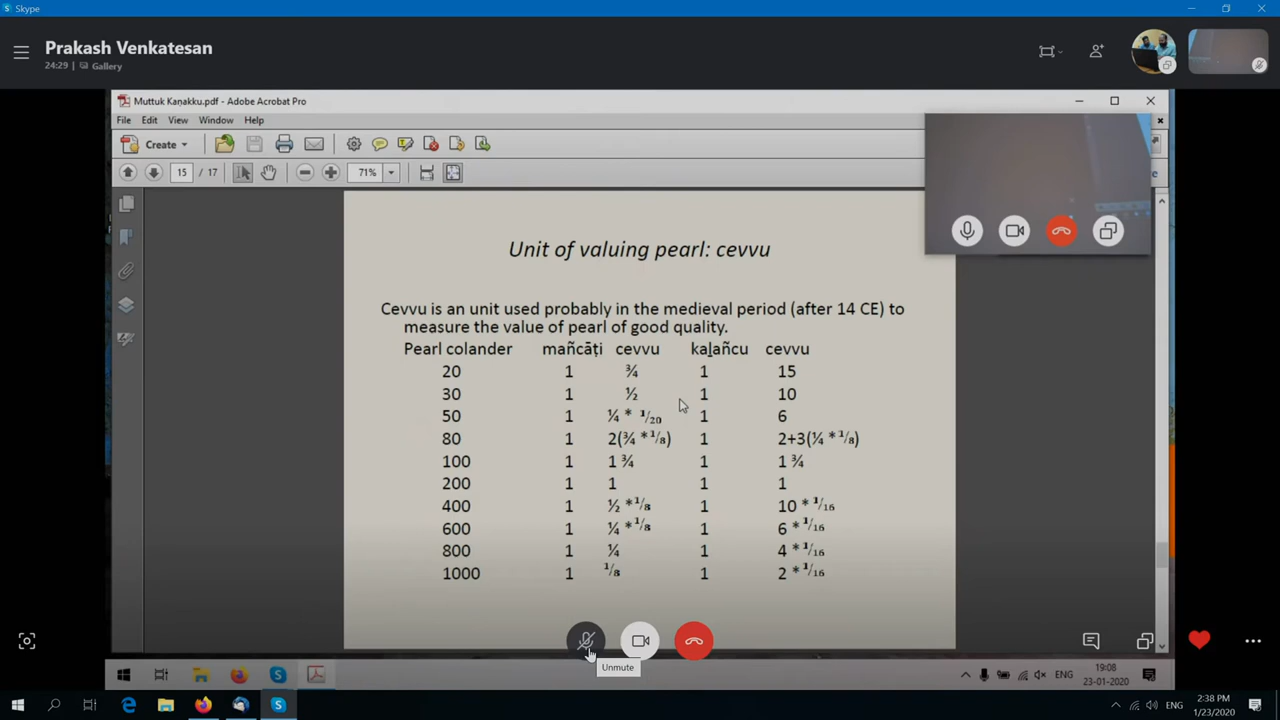 Skype
Prakash Venkatesan
24:29 | Gallery
Muttuk Kaṇakku.pdf - Adobe Acrobat Pro
File Edit View Window Help
Create
15 / 17 71%
Unit of valuing pearl: cevvu
Cevvu is an unit used probably in the medieval period (after 14 CE) to
measure the value of pearl of good quality.
Pearl colander mañcāṭi cevvu kaḻañcu cevvu
20 1 ¾ 1 15
30 1 ½ 1 10
50 1 ¼ * 1/20 1 6
80 1 2(¾ *1/8) 1 2+3(¼ *1/8)
100 1 1 ¾ 1 1 ¾
200 1 1 1 1
400 1 ½ *1/8 1 10 *1/16
600 1 ¼ *1/8 1 6 *1/16
800 1 ¼ 1 4 *1/16
1000 1 1/8 1 2 *1/16
Unmute
ENG 19:08
23-01-2020
ENG 2:38 PM
1/23/2020